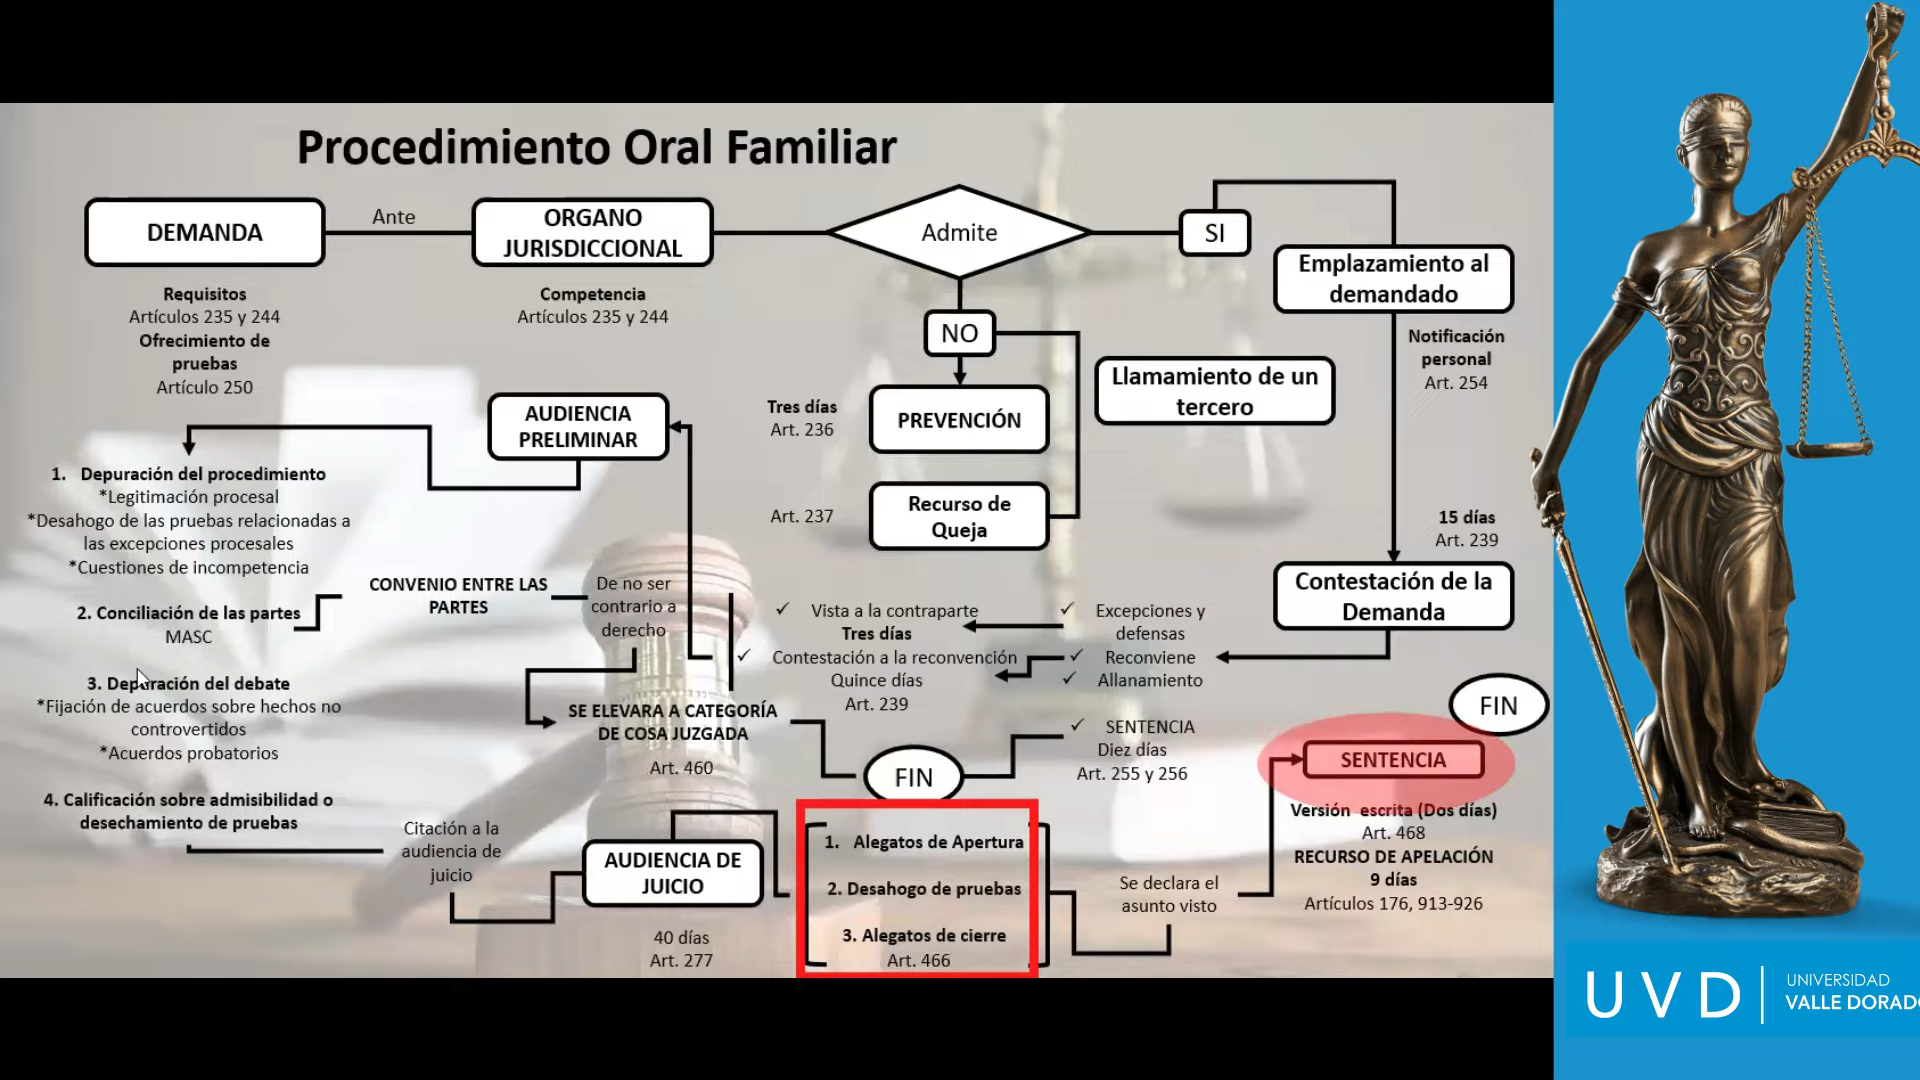 Procedimiento Oral Familiar
DEMANDA
Ante
ORGANO
JURISDICCIONAL
Admite
SI
Emplazamiento al
demandado
Requisitos
Artículos 235 y 244
Ofrecimiento de
pruebas
Artículo 250
Competencia
Artículos 235 y 244
NO
Notificación
personal
Art. 254
Llamamiento de un
tercero
Tres días
Art. 236
PREVENCIÓN
AUDIENCIA
PRELIMINAR
Art. 237
Recurso de
Queja
15 días
Art. 239
Contestación de la
Demanda
1. Depuración del procedimiento
*Legitimación procesal
*Desahogo de las pruebas relacionadas a
las excepciones procesales
*Cuestiones de incompetencia
2. Conciliación de las partes
MASC
CONVENIO ENTRE LAS
PARTES
De no ser
contrario a
derecho
✓ Vista a la contraparte
Tres días
✓ Contestación a la reconvención
Quince días
Art. 239
✓ Excepciones y
defensas
✓ Reconviene
✓ Allanamiento
3. Depuración del debate
*Fijación de acuerdos sobre hechos no
controvertidos
*Acuerdos probatorios
SE ELEVARA A CATEGORÍA
DE COSA JUZGADA
Art. 460
FIN
✓ SENTENCIA
Diez días
Art. 255 y 256
FIN
SENTENCIA
Versión escrita (Dos días)
Art. 468
RECURSO DE APELACIÓN
9 días
Artículos 176, 913-926
4. Calificación sobre admisibilidad o
desechamiento de pruebas
Citación a la
audiencia de
juicio
AUDIENCIA DE
JUICIO
40 días
Art. 277
1. Alegatos de Apertura
2. Desahogo de pruebas
3. Alegatos de cierre
Art. 466
Se declara el
asunto visto
UVD
UNIVERSIDAD
VALLE DORADO